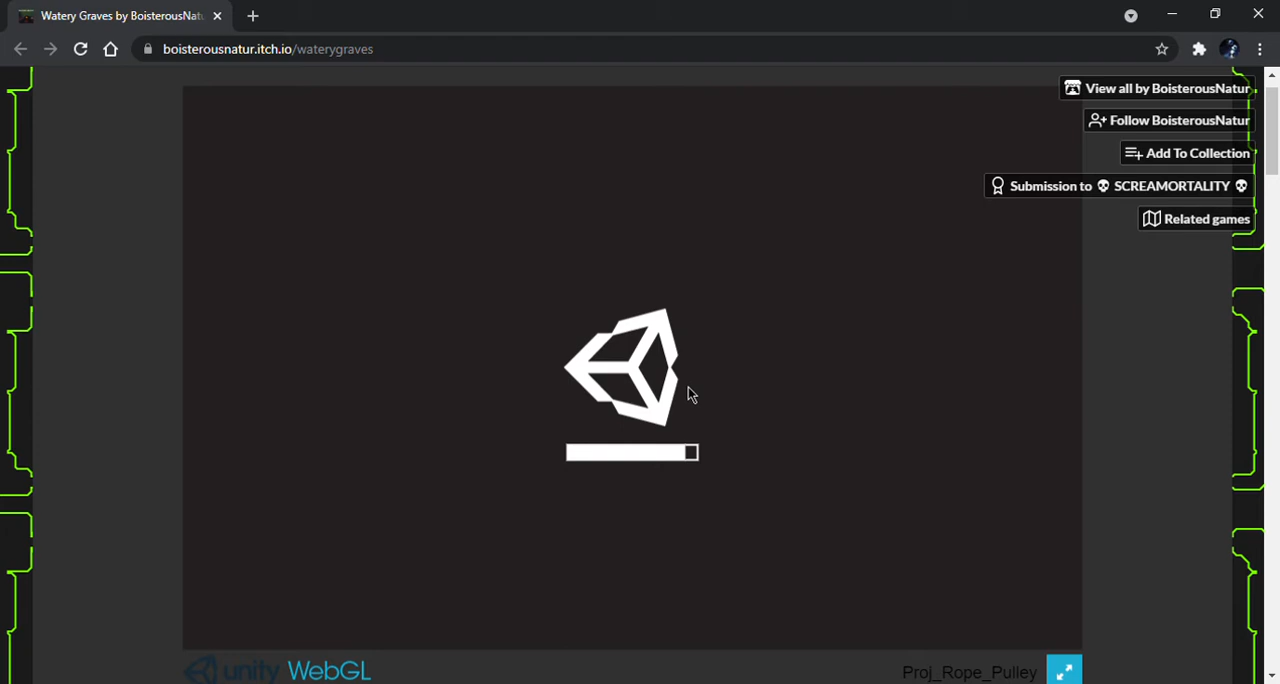 Watery Graves by BoisterousNatu
boisterousnatur.itch.io/waterygraves
View all by BoisterousNatur
Follow BoisterousNatur
Add To Collection
Submission to 💀 SCREAMORTALITY 💀
Related games
unity WebGL
Proj_Rope_Pulley